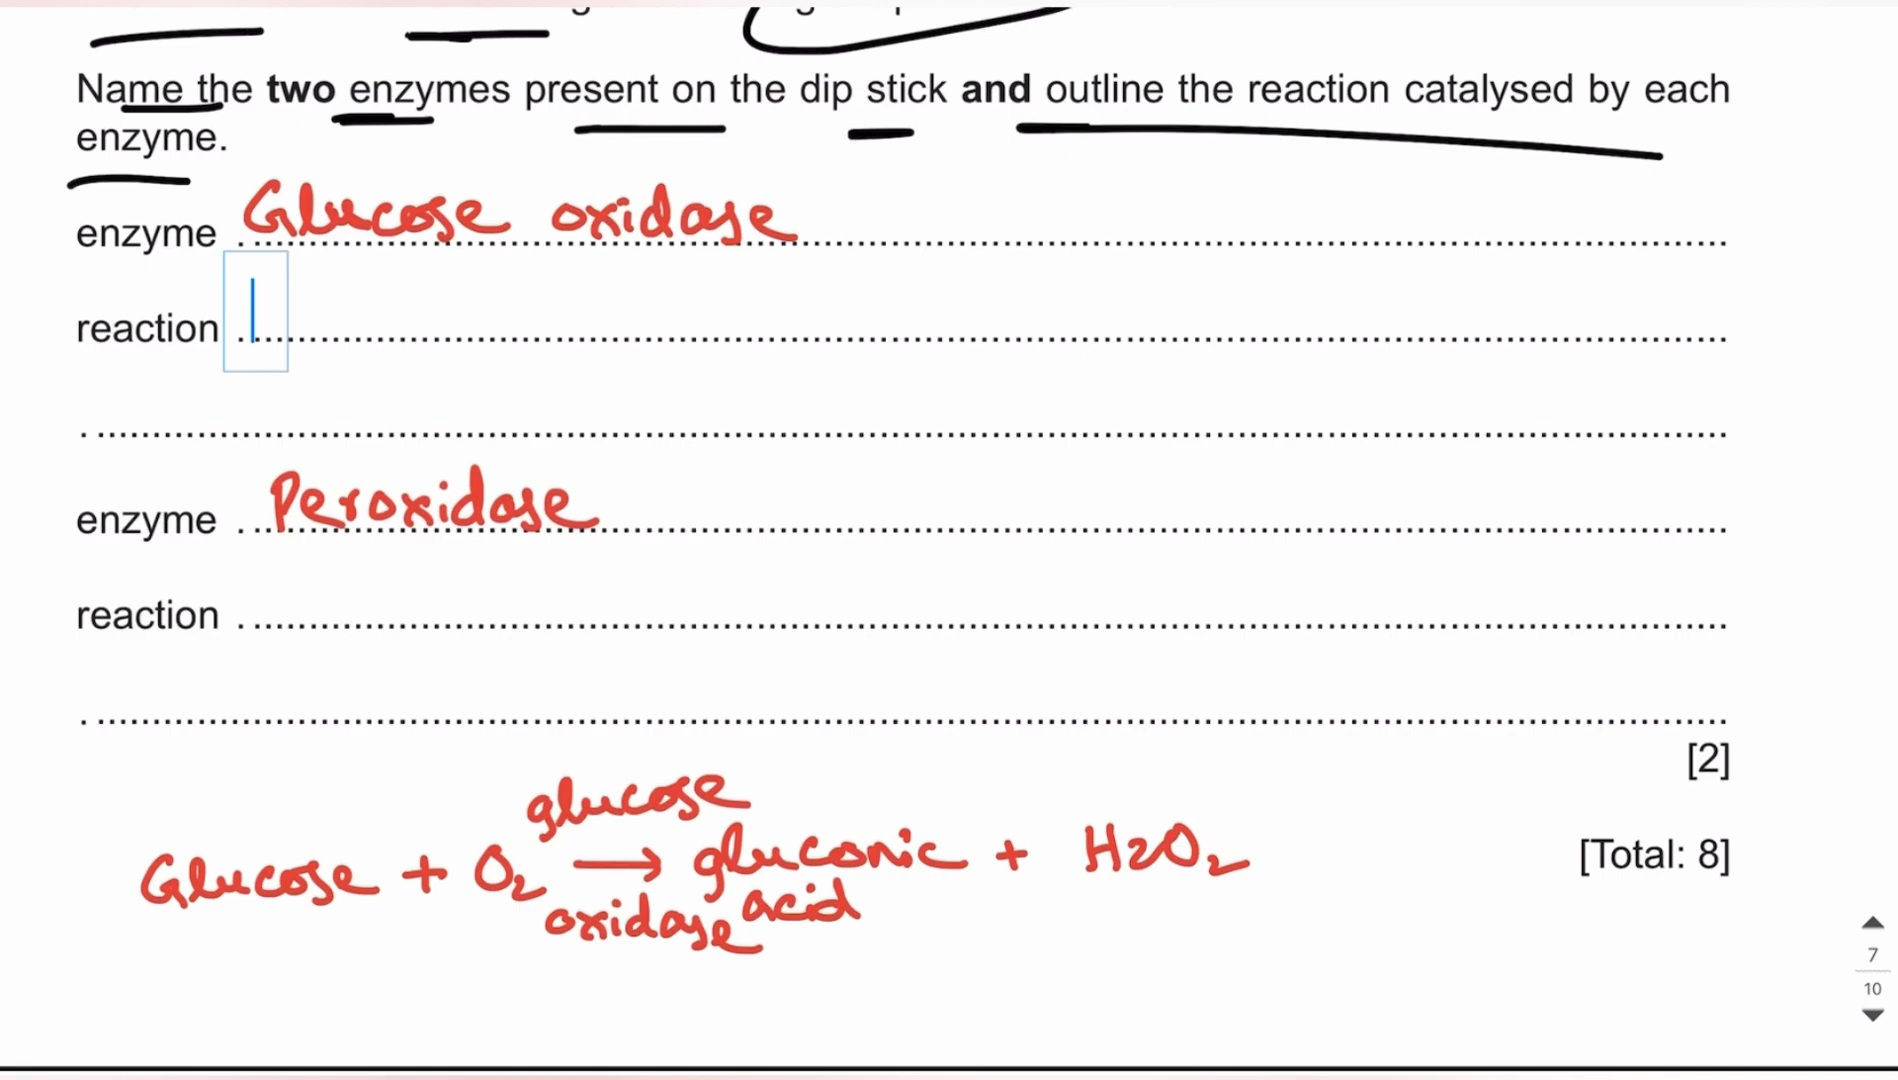 Name the two enzymes present on the dip stick and outline the reaction catalysed by each
enzyme.
enzyme Glucose oxidase
reaction
enzyme Peroxidase
reaction
[2]
glucose
Glucose + O2 → gluconic + H2O2
oxidase acid
[Total: 8]
7
10